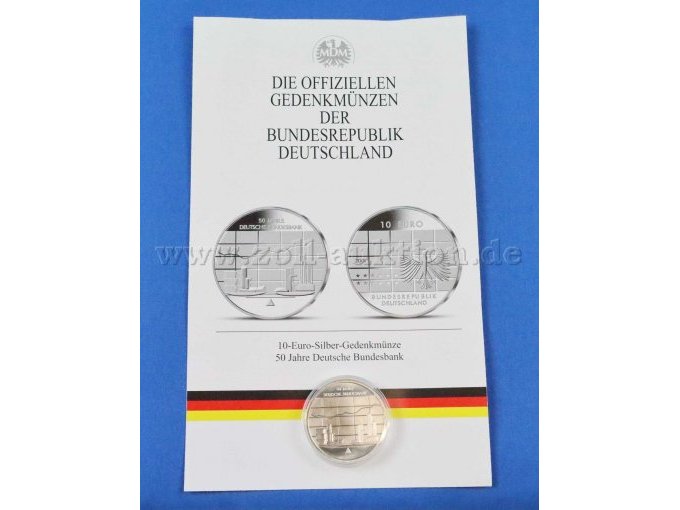 MDM
DIE OFFIZIELLEN
GEDENKMÜNZEN
DER
BUNDESREPUBLIK
DEUTSCHLAND
50 JAHRE
DEUTSCHE BUNDESBANK
10 EURO
BUNDESREPUBLIK
DEUTSCHLAND
www.zoll-auktion.de
10-Euro-Silber-Gedenkmünze
50 Jahre Deutsche Bundesbank